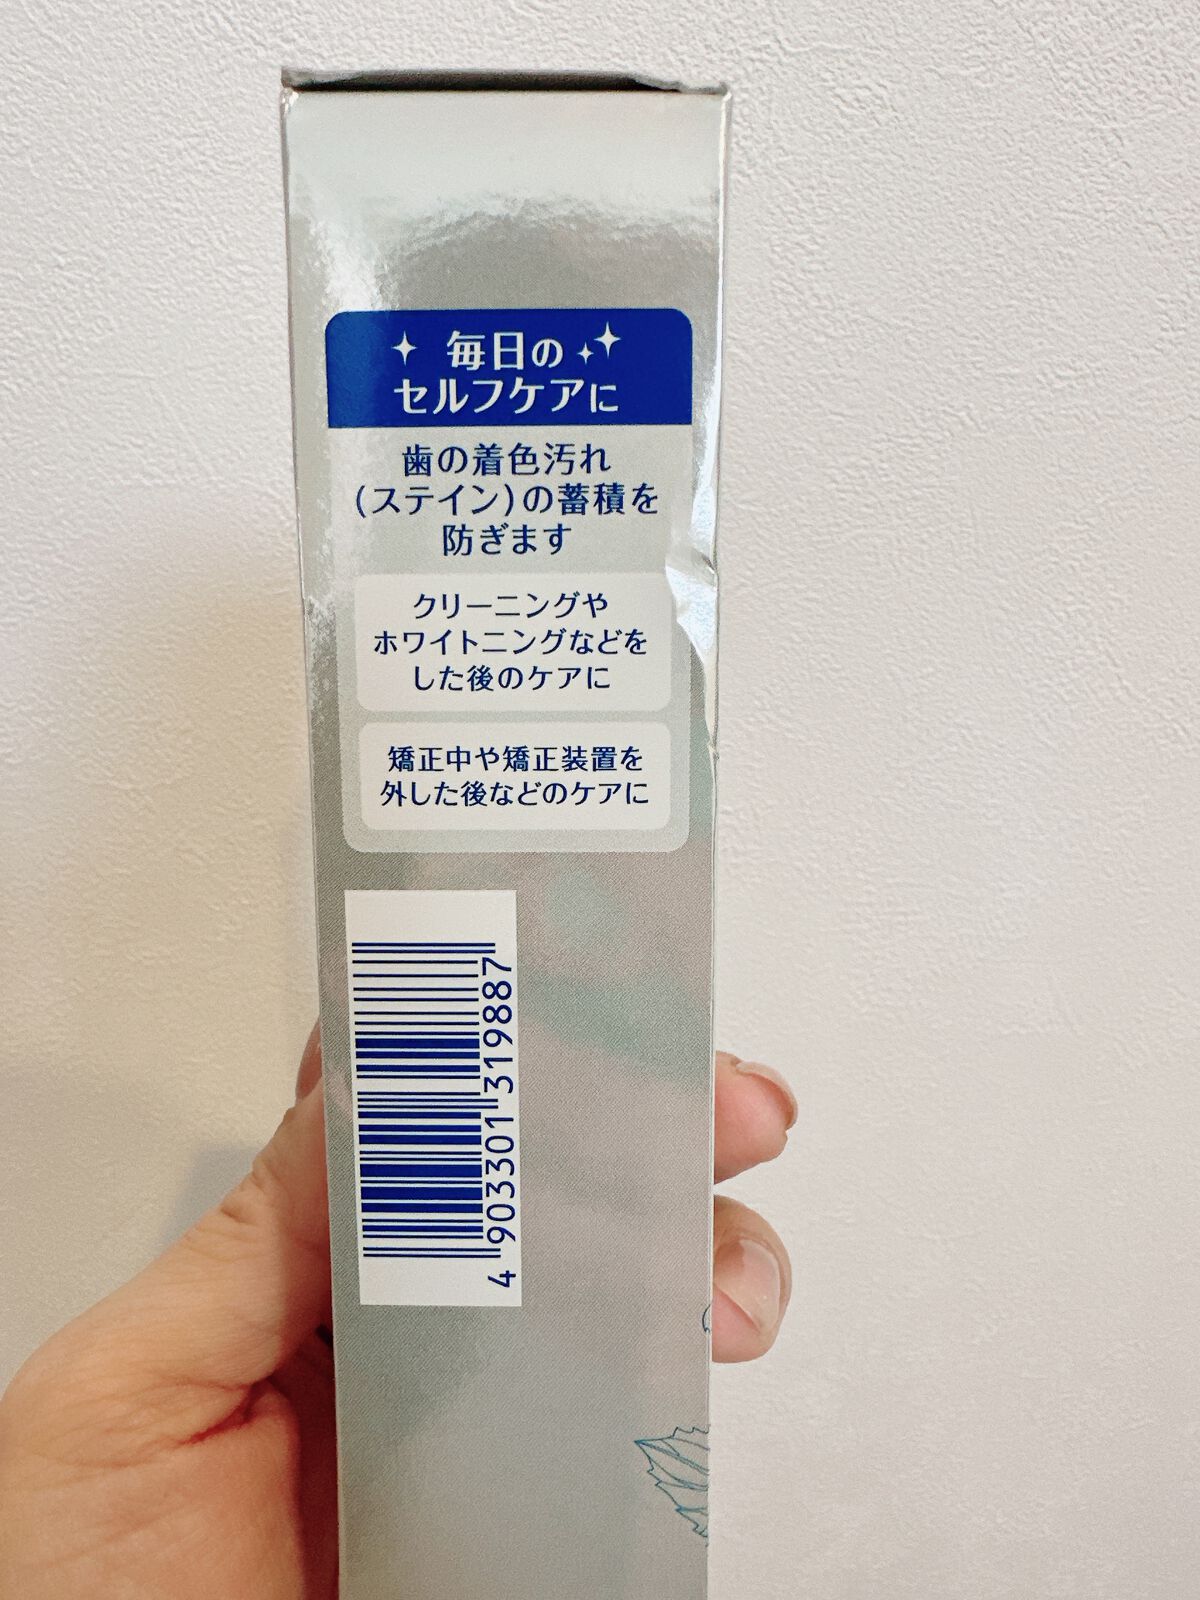 毎日の
セルフケアに
歯の着色汚れ
(ステイン)の蓄積を
防ぎます
クリーニングや
ホワイトニングなどを
した後のケアに
矯正中や矯正装置を
外した後などのケアに
4 903301 319887